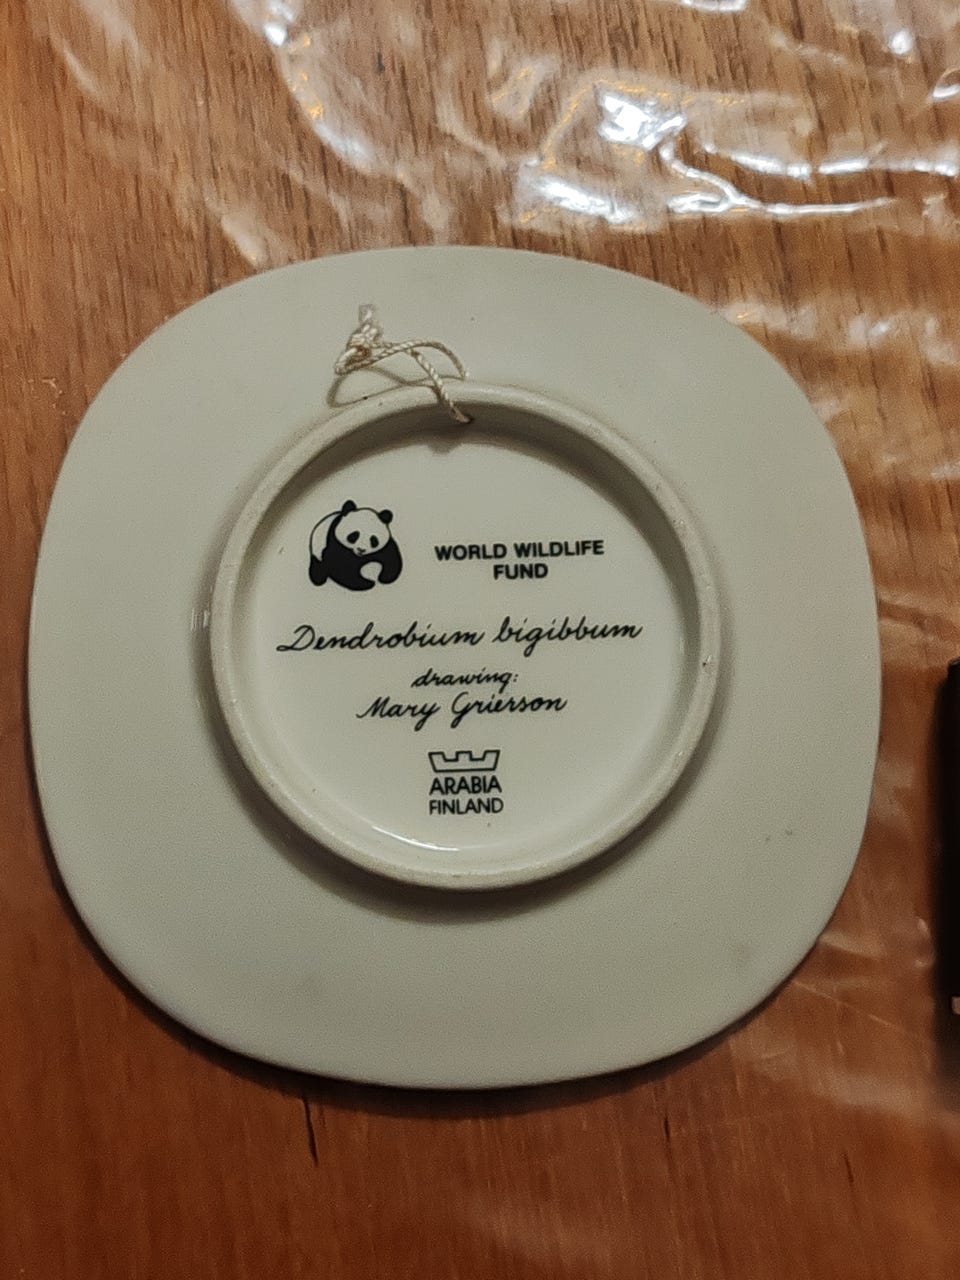 WORLD WILDLIFE
FUND
Dendrobium bigibbum
drawing:
Mary Grierson
ARABIA
FINLAND